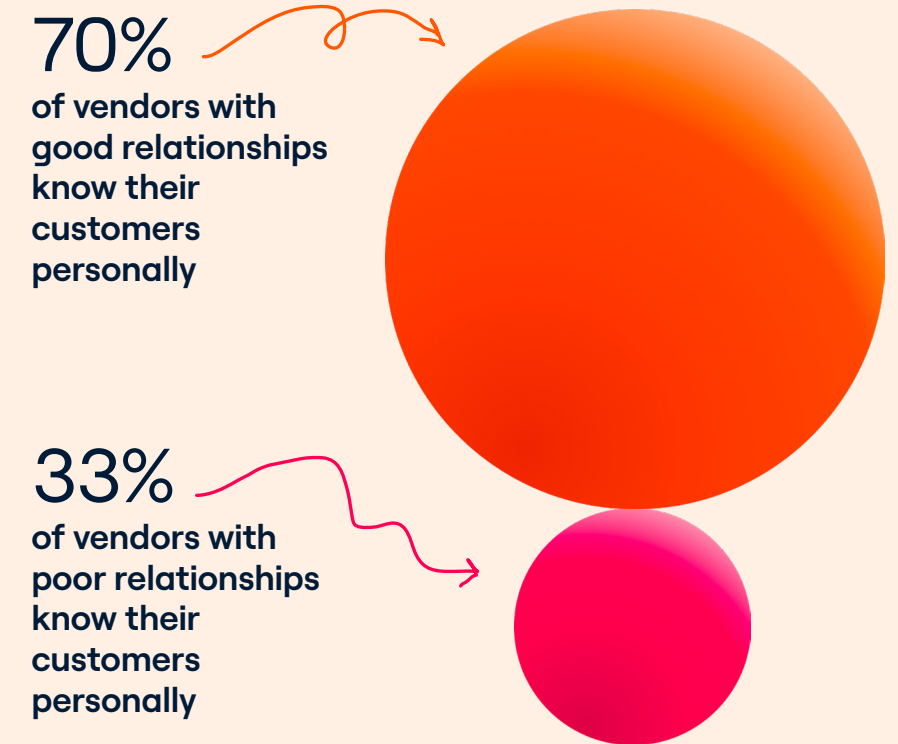 70%
of vendors with
good relationships
know their
customers
personally
33%
of vendors with
poor relationships
know their
customers
personally